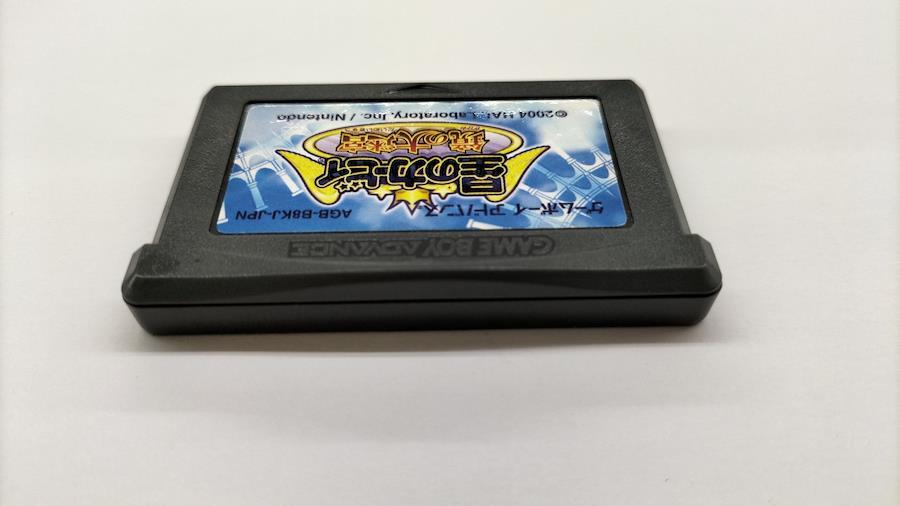 GAME BOY ADVANCE
ゲームボーイ アドバンス
AGB-B8KJ-JPN
星のカービィ
鏡の大迷宮
©2004 HAL Laboratory, Inc. / Nintendo